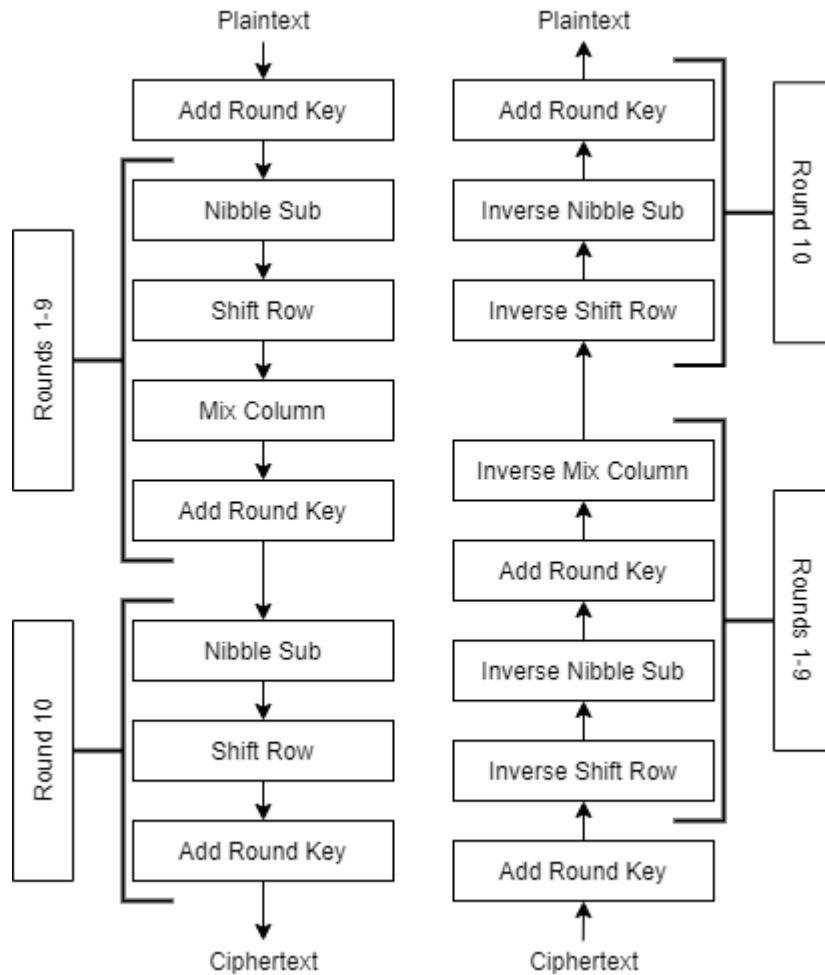 Plaintext
Add Round Key
Nibble Sub
Shift Row
Mix Column
Add Round Key
Rounds 1-9
Nibble Sub
Shift Row
Add Round Key
Round 10
Ciphertext
Plaintext
Add Round Key
Inverse Nibble Sub
Inverse Shift Row
Round 10
Inverse Mix Column
Add Round Key
Inverse Nibble Sub
Inverse Shift Row
Rounds 1-9
Add Round Key
Ciphertext